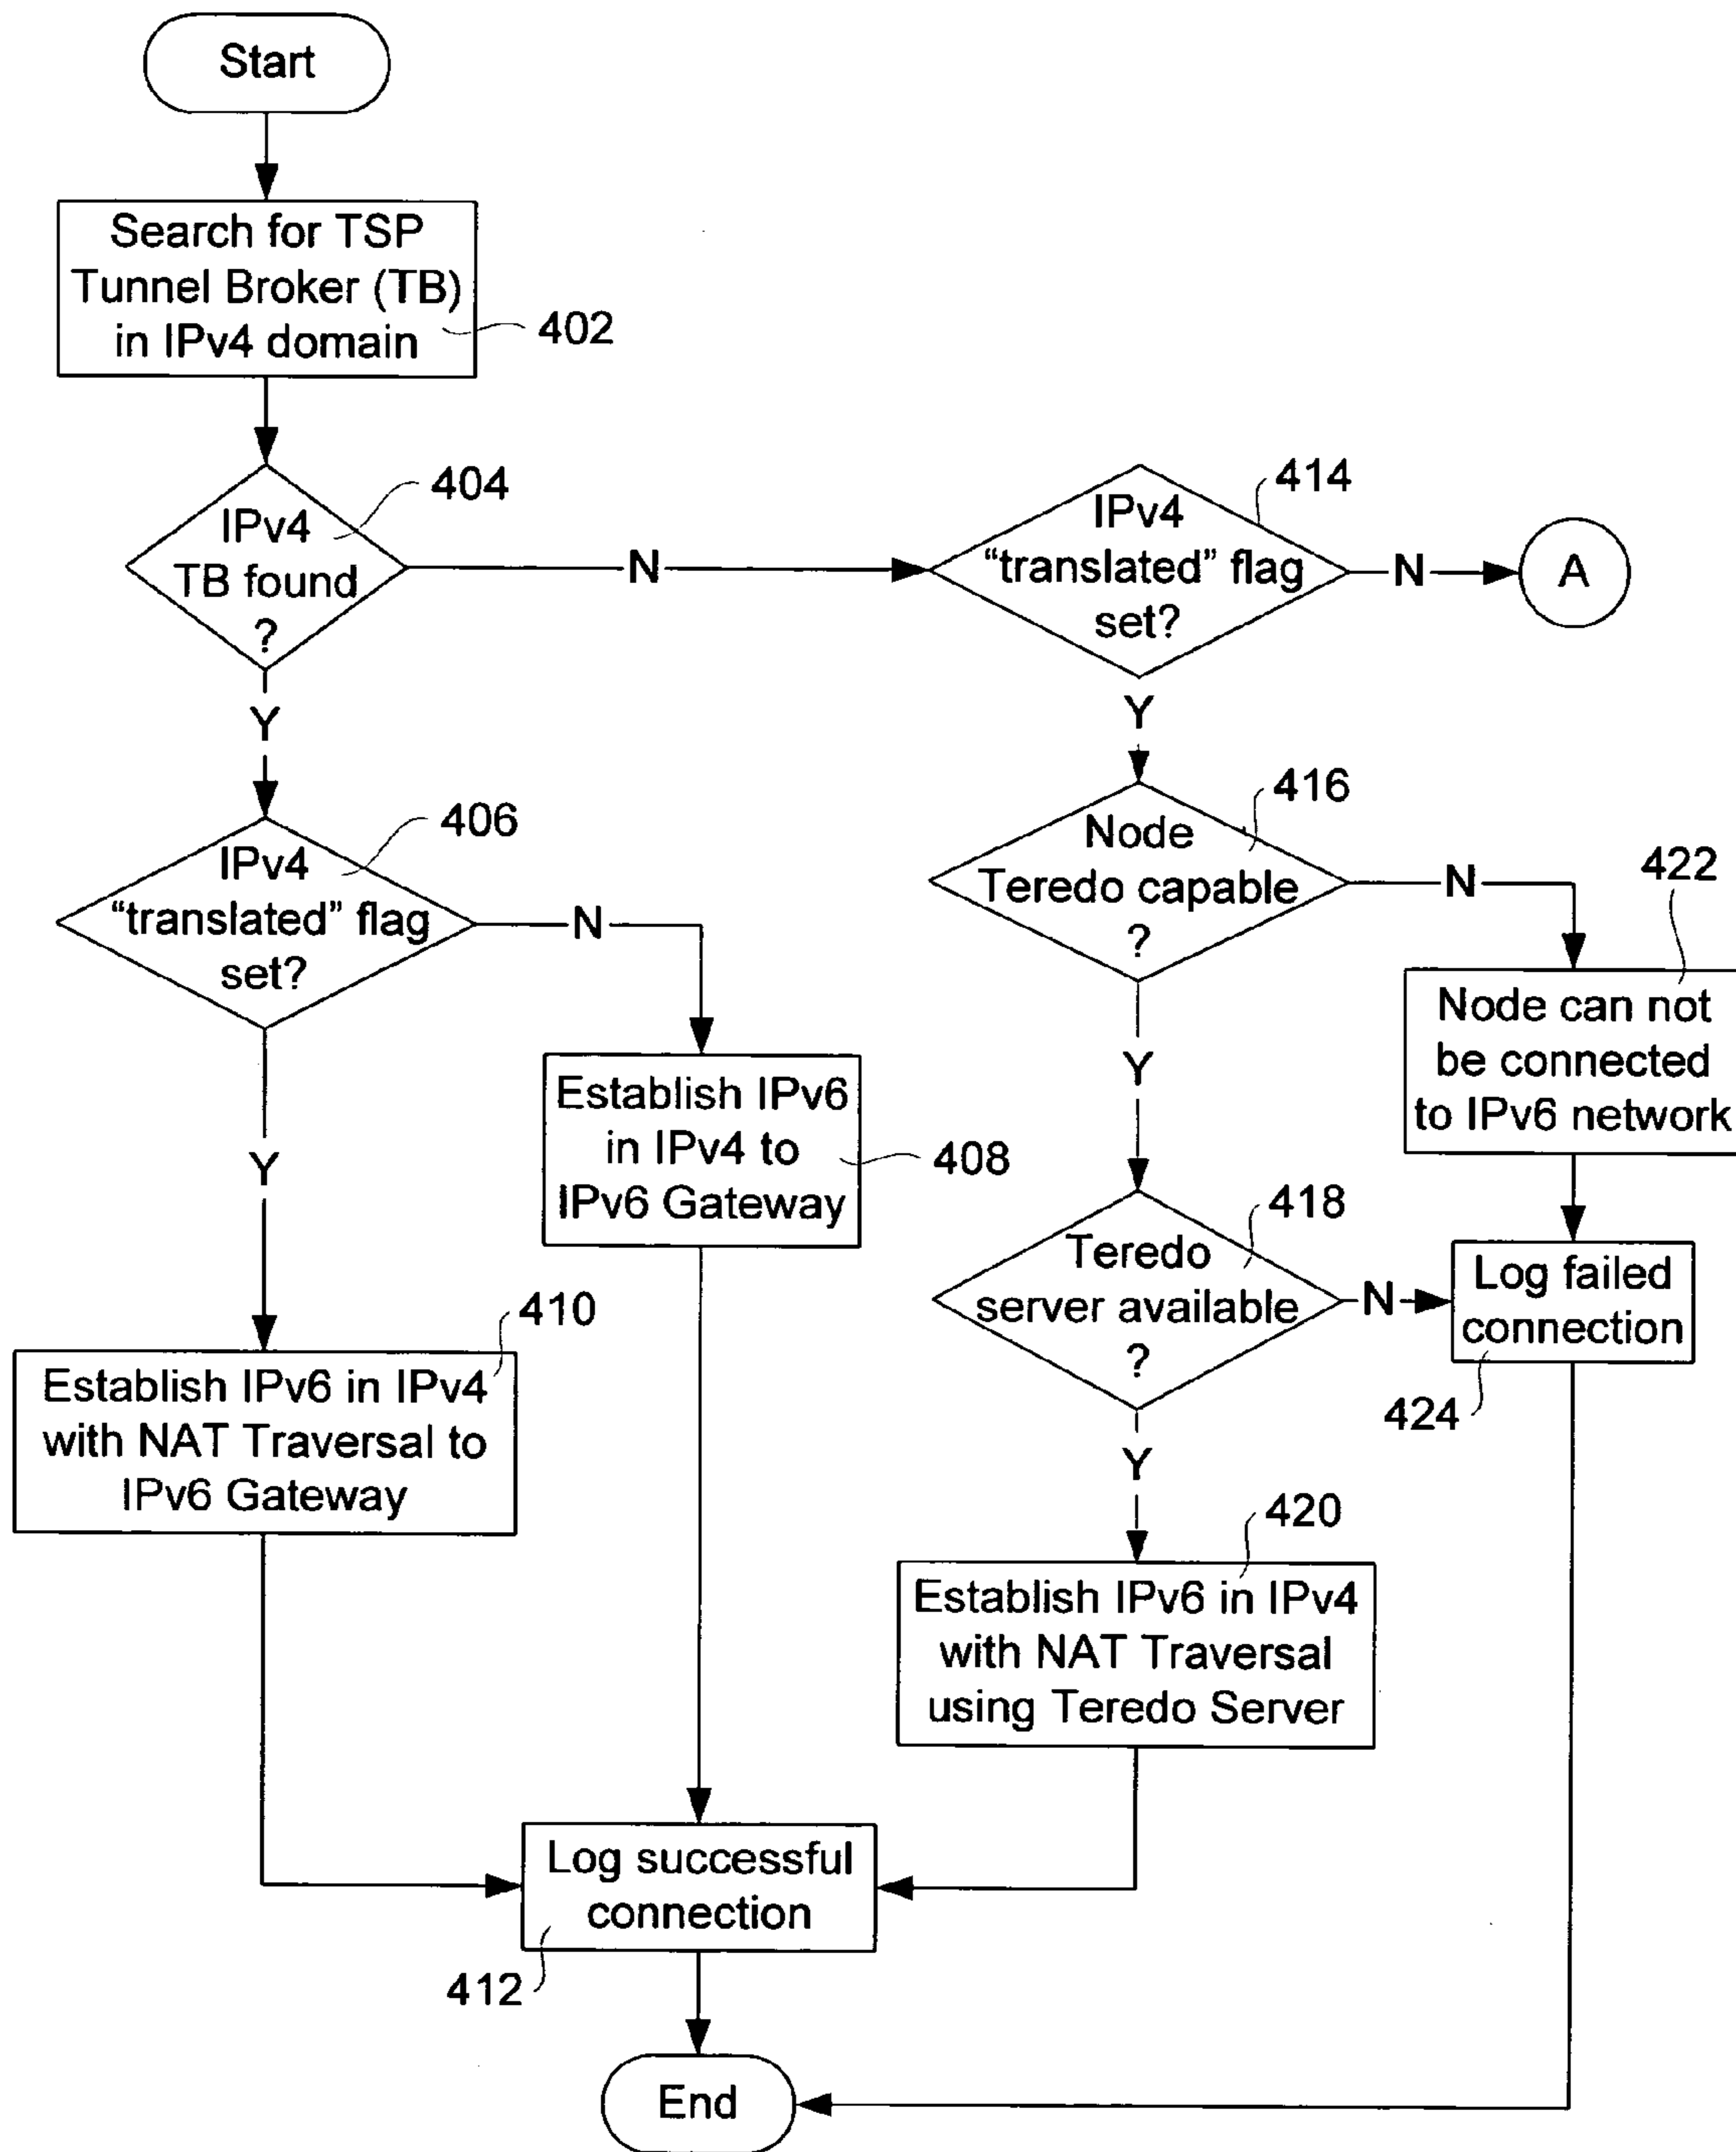 Start
Search for TSP
Tunnel Broker (TB)
in IPv4 domain
402
IPv4
TB found
?
404
N
Y
IPv4
"translated" flag
set?
414
N
A
Y
IPv4
"translated" flag
set?
406
N
Y
Node
Teredo capable
?
416
N
Y
Node can not
be connected
to IPv6 network
422
Establish IPv6
in IPv4 to
IPv6 Gateway
408
Teredo
server available
?
418
N
Y
Log failed
connection
424
Establish IPv6 in IPv4
with NAT Traversal to
IPv6 Gateway
410
Establish IPv6 in IPv4
with NAT Traversal
using Teredo Server
420
Log successful
connection
412
End